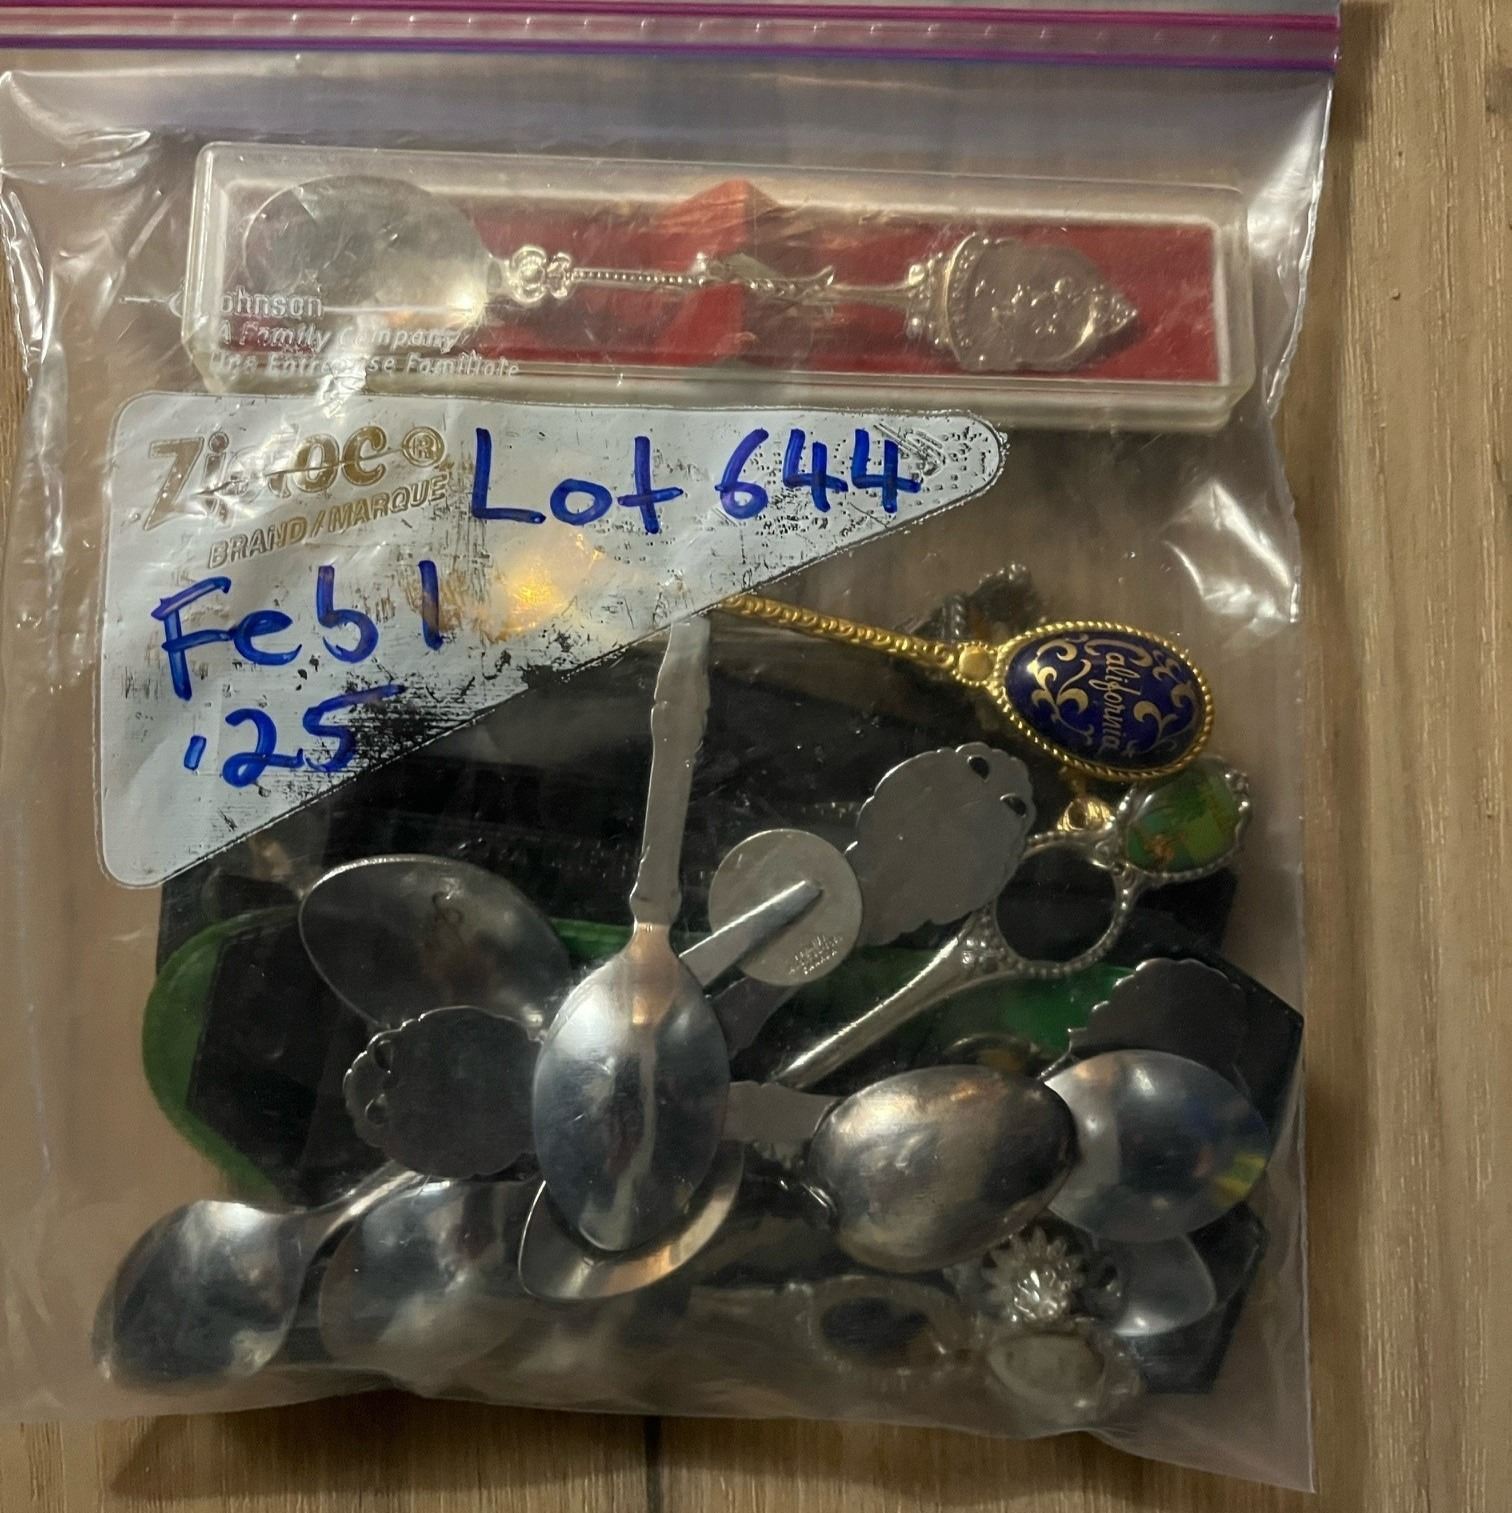 Johnson
A Family Company
Une Entreprise Familiale
Ziploc® Lot 644
BRAND/MARQUE
Feb 1
'25
California